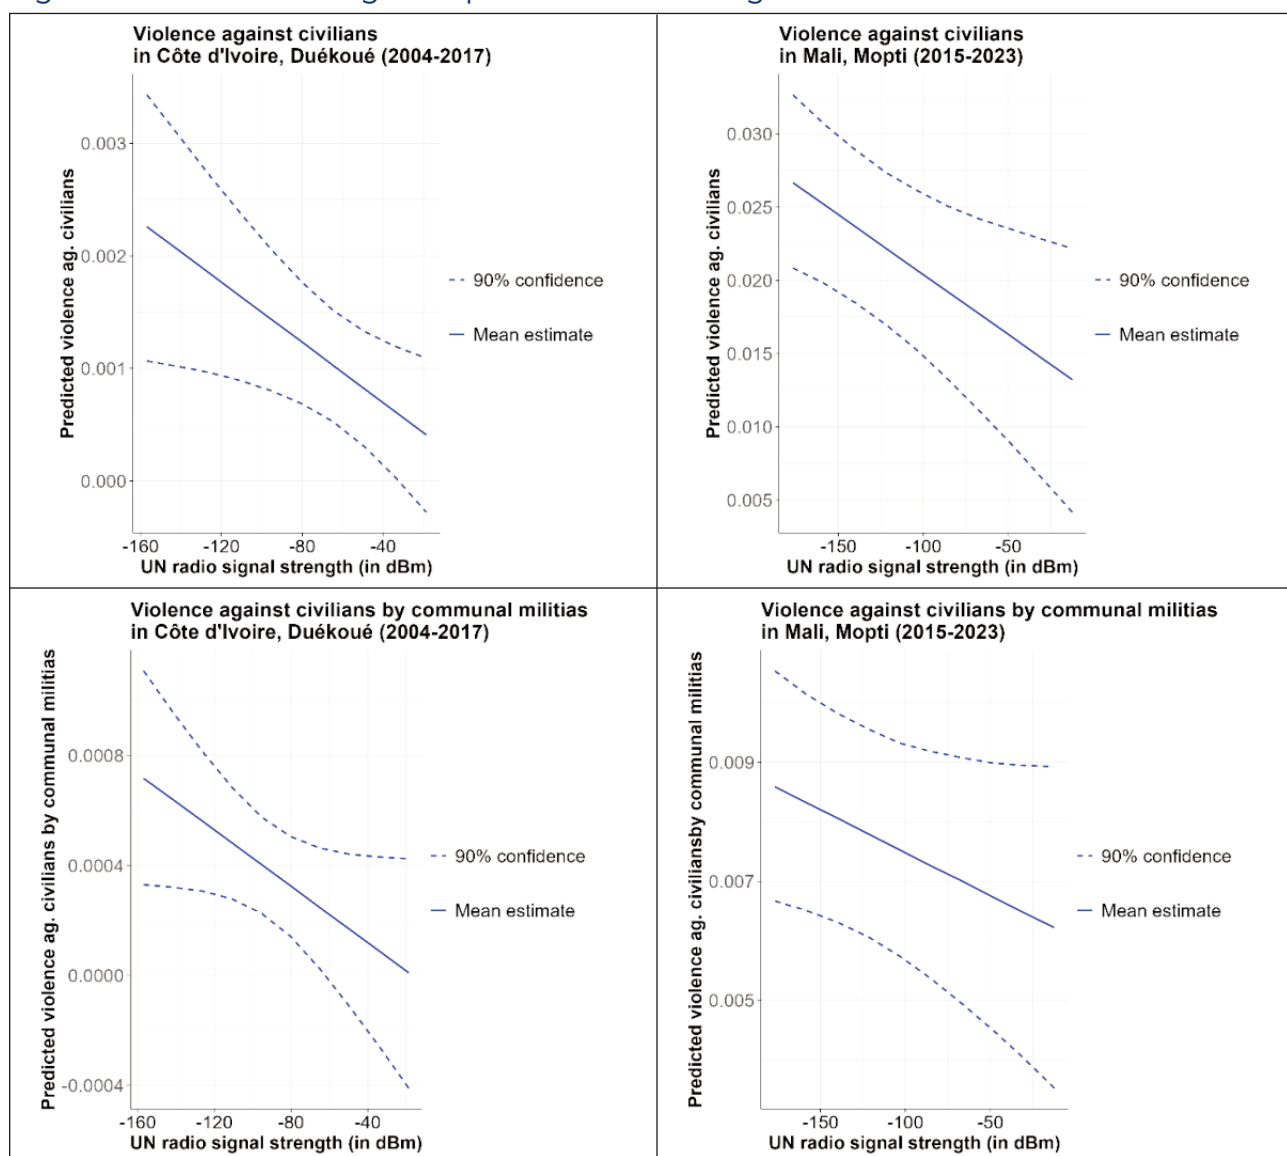 Violence against civilians
in Côte d'Ivoire, Duékoué (2004-2017)
Predicted violence ag. civilians
0.003
0.002
0.001
0.000
-160 -120 -80 -40
UN radio signal strength (in dBm)
90% confidence
Mean estimate
Violence against civilians
in Mali, Mopti (2015-2023)
Predicted violence ag. civilians
0.030
0.025
0.020
0.015
0.010
0.005
-150 -100 -50
UN radio signal strength (in dBm)
90% confidence
Mean estimate
Violence against civilians by communal militias
in Côte d'Ivoire, Duékoué (2004-2017)
Predicted violence ag. civilians by communal militias
0.0008
0.0004
0.0000
-0.0004
-160 -120 -80 -40
UN radio signal strength (in dBm)
90% confidence
Mean estimate
Violence against civilians by communal militias
in Mali, Mopti (2015-2023)
Predicted violence ag. civiliansby communal militias
0.009
0.007
0.005
-150 -100 -50
UN radio signal strength (in dBm)
90% confidence
Mean estimate